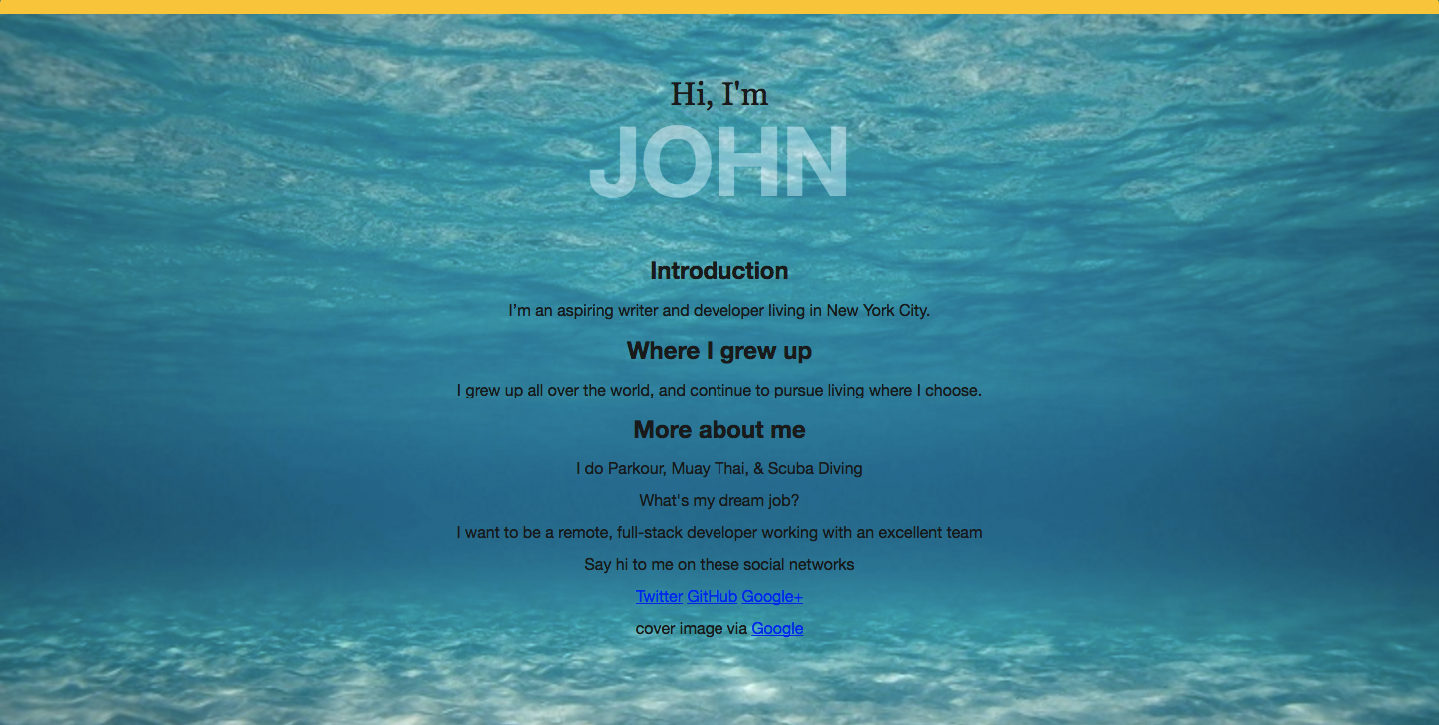 Hi, I'm
JOHN
Introduction
I'm an aspiring writer and developer living in New York City.
Where I grew up
I grew up all over the world, and continue to pursue living where I choose.
More about me
I do Parkour, Muay Thai, & Scuba Diving
What's my dream job?
I want to be a remote, full-stack developer working with an excellent team
Say hi to me on these social networks
Twitter GitHub Google+
cover image via Google